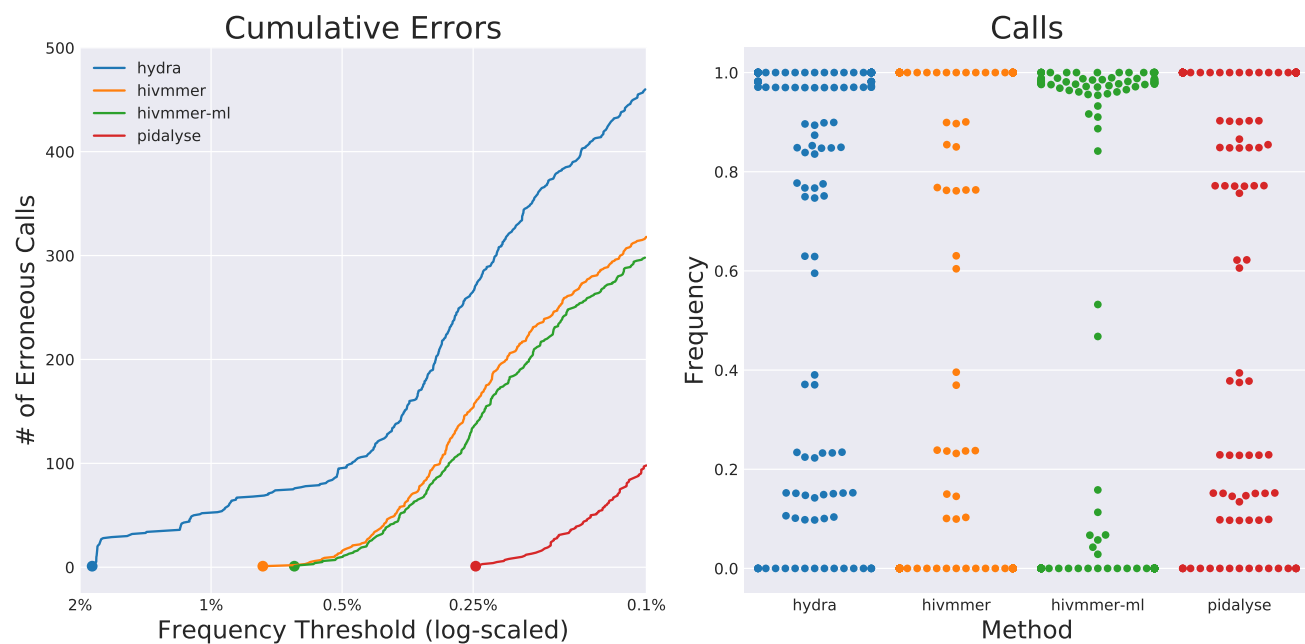 Cumulative Errors
# of Erroneous Calls
500
400
300
200
100
0
hydra
hivmmer
hivmmer-ml
pidalyse
2%
1%
0.5%
0.25%
0.1%
Frequency Threshold (log-scaled)
Calls
Frequency
1.0
0.8
0.6
0.4
0.2
0.0
hydra
hivmmer
hivmmer-ml
pidalyse
Method